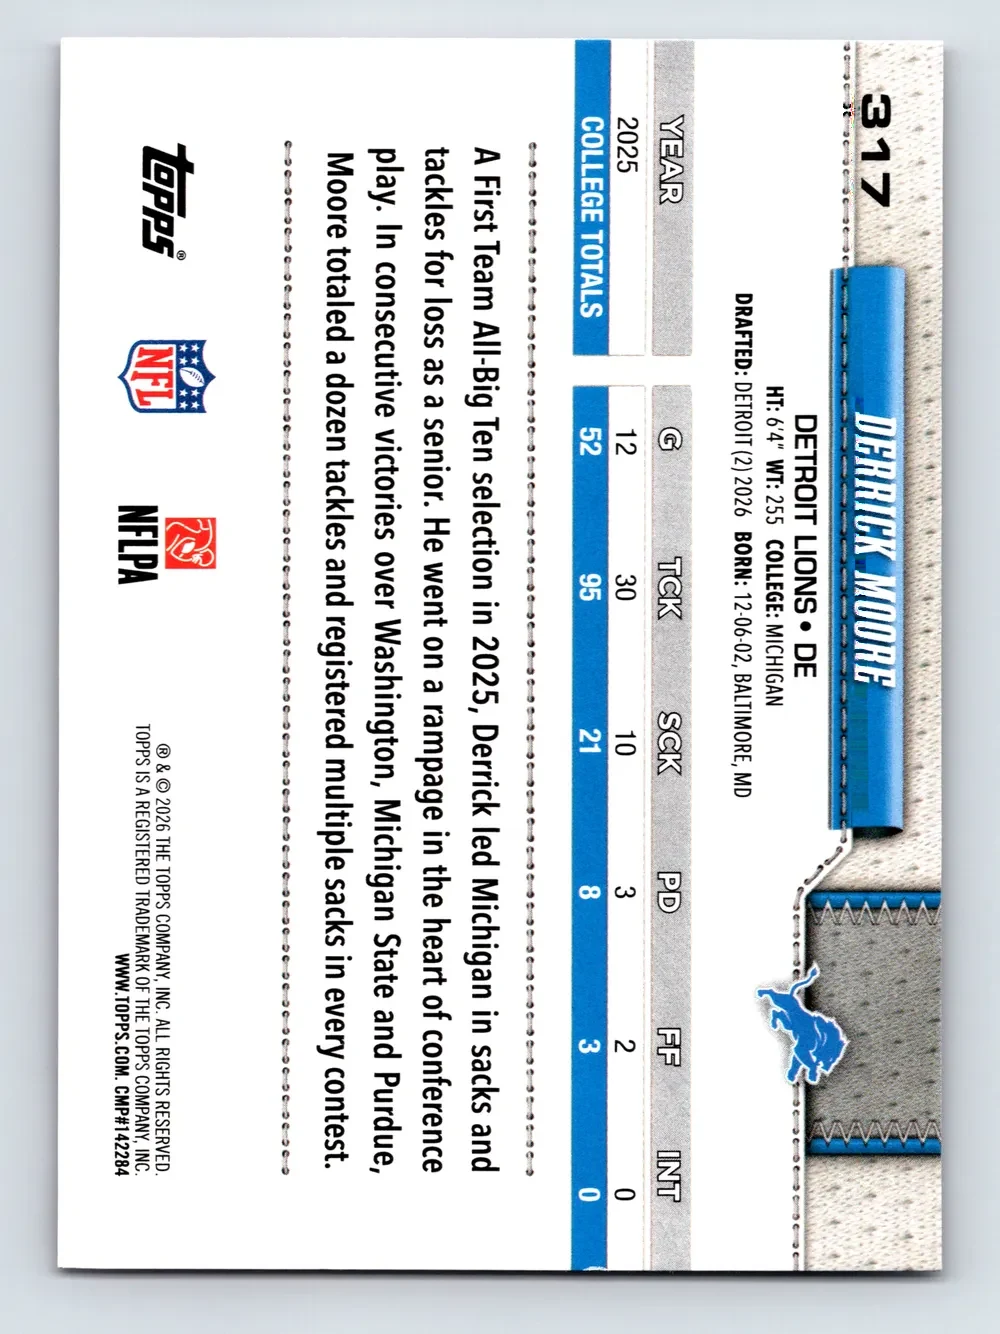 317
DERRICK MOORE
DETROIT LIONS • DE
HT: 6'4" WT: 255 COLLEGE: MICHIGAN
DRAFTED: DETROIT (2) 2026 BORN: 12-06-02, BALTIMORE, MD
YEAR G TCK SCK PD FF INT
2025 12 30 10 3 2 0
COLLEGE TOTALS 52 95 21 8 3 0
A First Team All-Big Ten selection in 2025, Derrick led Michigan in sacks and
tackles for loss as a senior. He went on a rampage in the heart of conference
play. In consecutive victories over Washington, Michigan State and Purdue,
Moore totaled a dozen tackles and registered multiple sacks in every contest.
topps®
NFL
NFLPA
® & © 2026 THE TOPPS COMPANY, INC. ALL RIGHTS RESERVED.
TOPPS IS A REGISTERED TRADEMARK OF THE TOPPS COMPANY, INC.
WWW.TOPPS.COM. CMP#142284